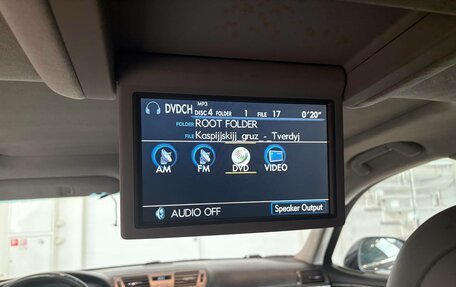 DVDCH MP3 DISC 4 FOLDER 1 FILE 17 0'20"
FOLDER ROOT FOLDER
FILE Kaspijjskijj gruz - Tverdyj
AM FM DVD VIDEO
AUDIO OFF Speaker Output